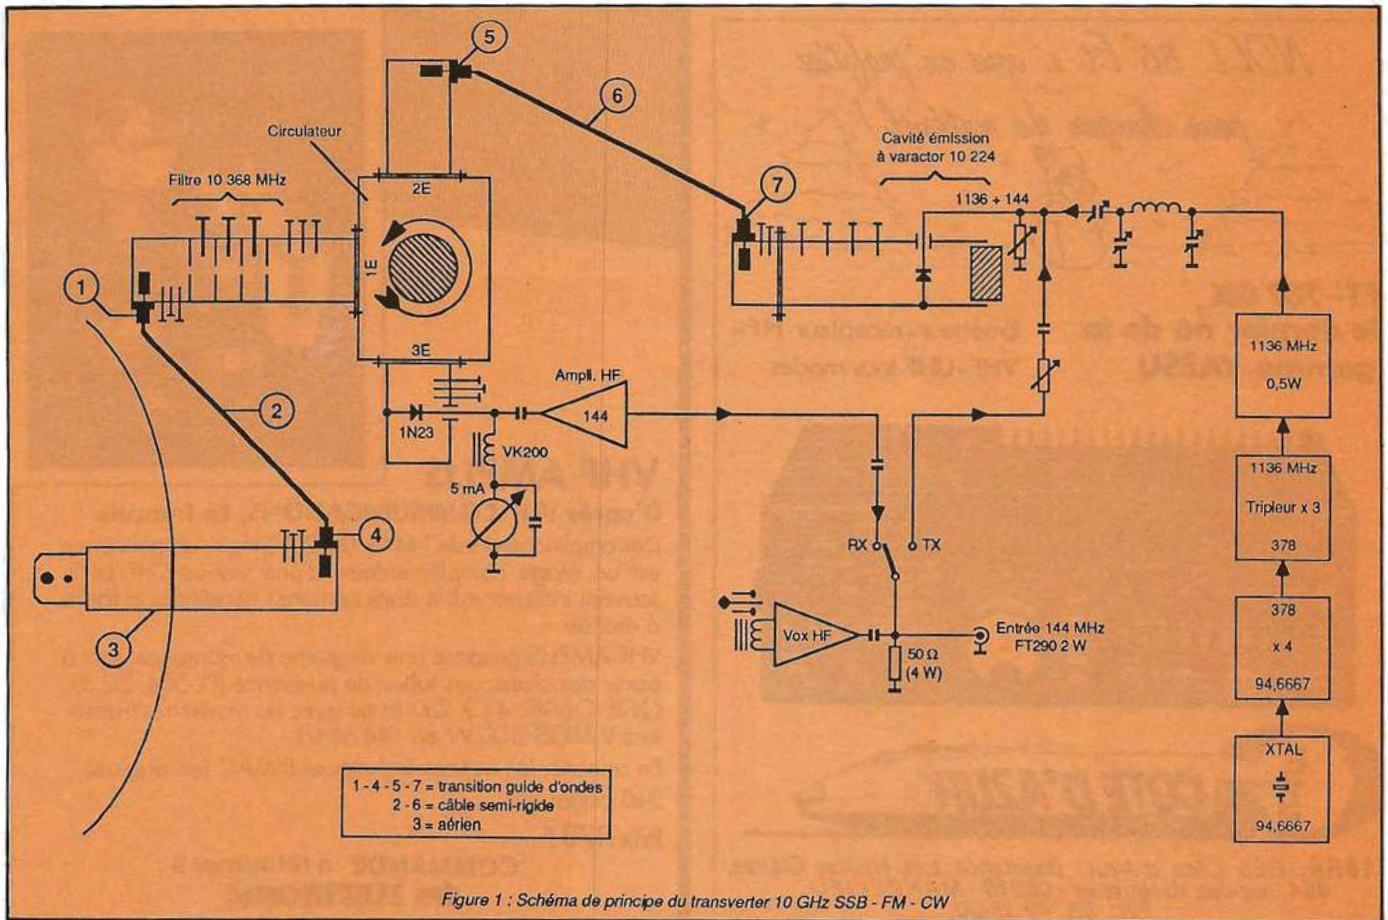 5
6
Circulateur
Cavité émission
à varactor 10 224
Filtre 10 368 MHz
7
2E
1136 + 144
1E
1
1136 MHz
0,5W
3E
Ampli. HF
144
2
1N23
VK200
5 mA
1136 MHz
Tripleur x 3
378
4
RX
TX
3
Vox HF
Entrée 144 MHz
FT290 2 W
50 Ω
(4 W)
378
x 4
94,6667
XTAL
94,6667
1 - 4 - 5 - 7 = transition guide d'ondes
2 - 6 = câble semi-rigide
3 = aérien
Figure 1 : Schéma de principe du transverter 10 GHz SSB - FM - CW